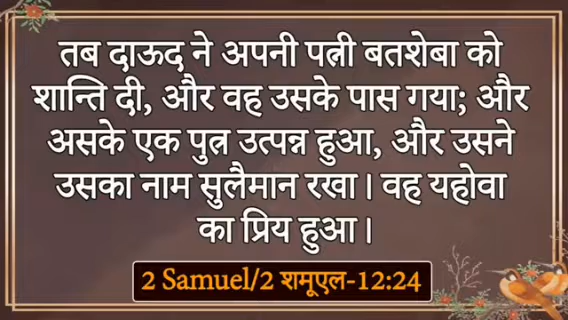 तब दाऊद ने अपनी पत्नी बतशेबा को
शान्ति दी, और वह उसके पास गया; और
असके एक पुत्र उत्पन्न हुआ, और उसने
उसका नाम सुलैमान रखा। वह यहोवा
का प्रिय हुआ।
2 Samuel/2 शमूएल-12:24